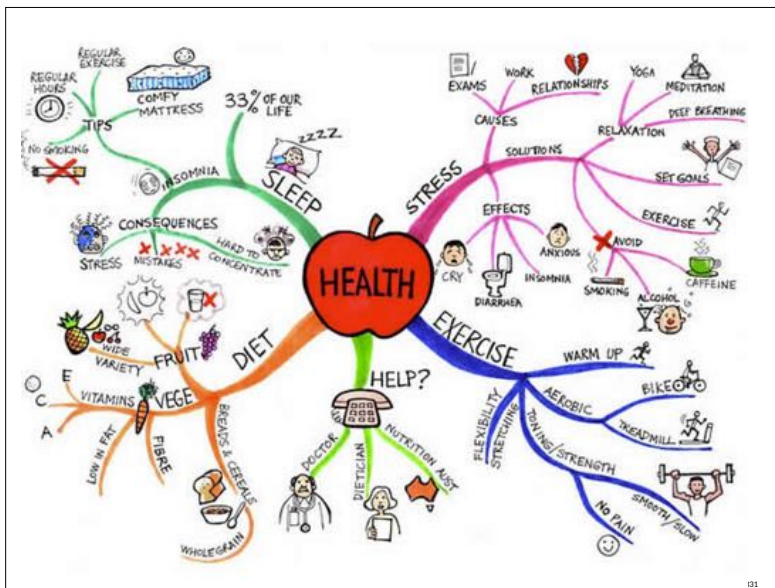 HEALTH
SLEEP
33% OF OUR
LIFE
ZZZZ
INSOMNIA
TIPS
REGULAR
EXERCISE
REGULAR
HOURS
COMFY
MATTRESS
NO SMOKING
CONSEQUENCES
STRESS
MISTAKES
HARD TO
CONCENTRATE
STRESS
CAUSES
EXAMS
WORK
RELATIONSHIPS
SOLUTIONS
RELAXATION
YOGA
MEDITATION
DEEP BREATHING
SET GOALS
EXERCISE
AVOID
SMOKING
ALCOHOL
CAFFEINE
EFFECTS
CRY
DIARRHEA
INSOMNIA
ANXIOUS
EXERCISE
WARM UP
AEROBIC
BIKE
TREADMILL
TONING/STRENGTH
SMOOTH/SLOW
NO PAIN
FLEXIBILITY
STRETCHING
HELP?
DOCTOR
DIETICIAN
NUTRITION AUST
DIET
FRUIT
WIDE
VARIETY
VEGE
VITAMINS
E
C
A
LOW IN FAT
FIBRE
BREADS & CEREALS
WHOLEGRAIN
131